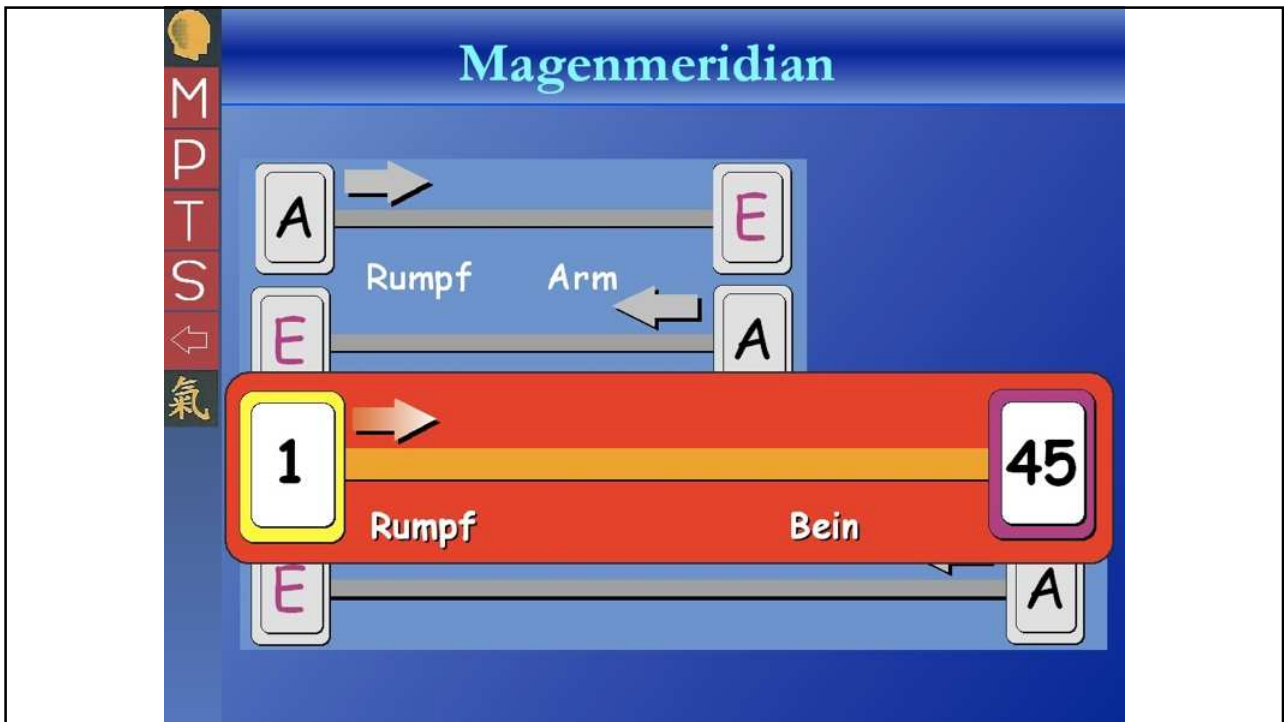 Magenmeridian
M
P
T
S
氣
A E
Rumpf Arm
E A
1 45
Rumpf Bein
E A